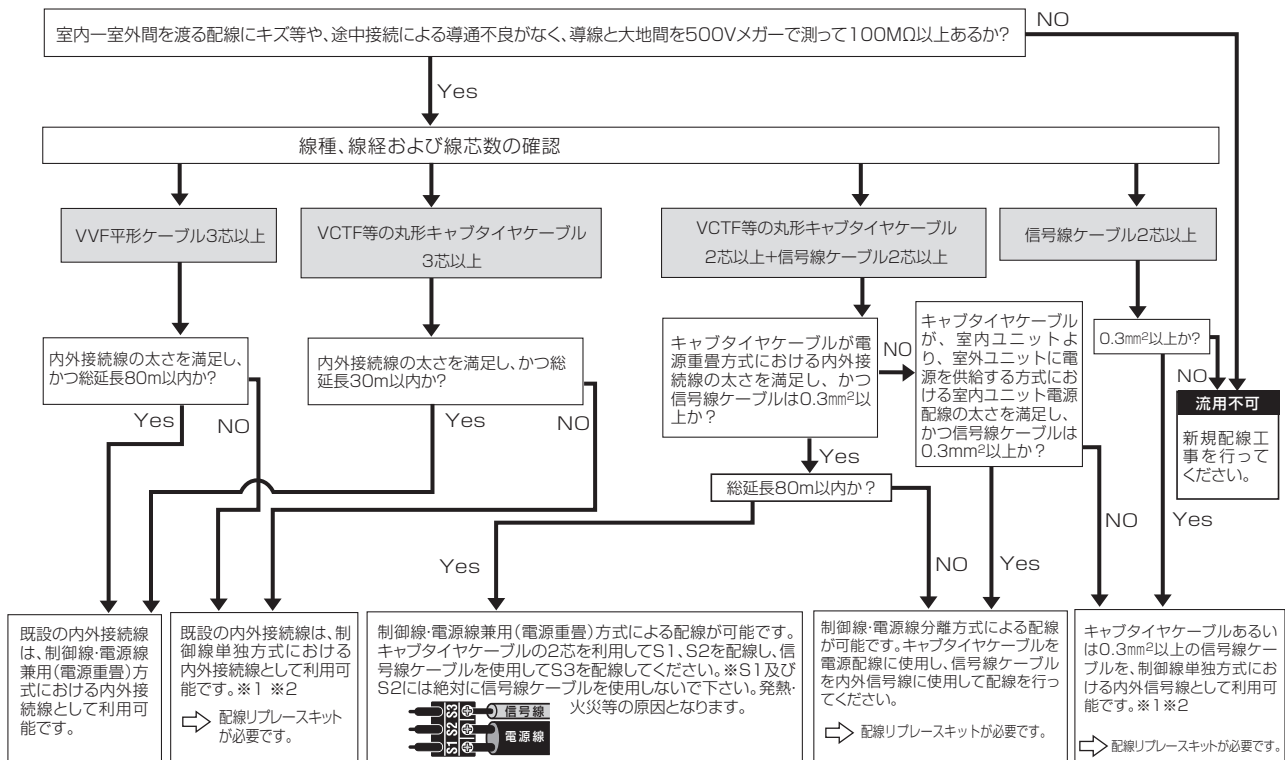 室内ー室外間を渡る配線にキズ等や、途中接続による導通不良がなく、導線と大地間を500Vメガーで測って100MΩ以上あるか?
NO
Yes
線種、線経および線芯数の確認
VVF平形ケーブル3芯以上
VCTF等の丸形キャブタイヤケーブル
3芯以上
VCTF等の丸形キャブタイヤケーブル
2芯以上+信号線ケーブル2芯以上
信号線ケーブル2芯以上
内外接続線の太さを満足し、
かつ総延長80m以内か?
Yes
NO
内外接続線の太さを満足し、かつ総
延長30m以内か?
Yes
NO
キャブタイヤケーブルが電
源重畳方式における内外接
続線の太さを満足し、かつ
信号線ケーブルは0.3mm²以
上か?
NO
Yes
キャブタイヤケーブル
が、室内ユニットよ
り、室外ユニットに電
源を供給する方式にお
ける室内ユニット電源
配線の太さを満足し、
かつ信号線ケーブルは
0.3mm²以上か?
0.3mm²以上か?
NO
流用不可
新規配線工
事を行って
ください。
総延長80m以内か?
Yes
NO
Yes
NO
Yes
既設の内外接続線
は、制御線·電源線
兼用(電源重畳)方
式における内外接
続線として利用可
能です。
既設の内外接続線は、制
御線単独方式における
内外接続線として利用可
能です。※1 ※2
⇨ 配線リプレースキット
が必要です。
制御線·電源線兼用(電源重畳)方式による配線が可能です。
キャブタイヤケーブルの2芯を利用してS1、S2を配線し、信
号線ケーブルを使用してS3を配線してください。※S1及び
S2には絶対に信号線ケーブルを使用しないで下さい。発熱·
火災等の原因となります。
S3
S2
S1
信号線
電源線
制御線·電源線分離方式による配線
が可能です。キャブタイヤケーブルを
電源配線に使用し、信号線ケーブル
を内外信号線に使用して配線を行っ
てください。
⇨ 配線リプレースキットが必要です。
キャブタイヤケーブルあるい
は0.3mm²以上の信号線ケー
ブルを、制御線単独方式にお
ける内外信号線として利用可
能です。※1※2
⇨ 配線リプレースキットが必要です。